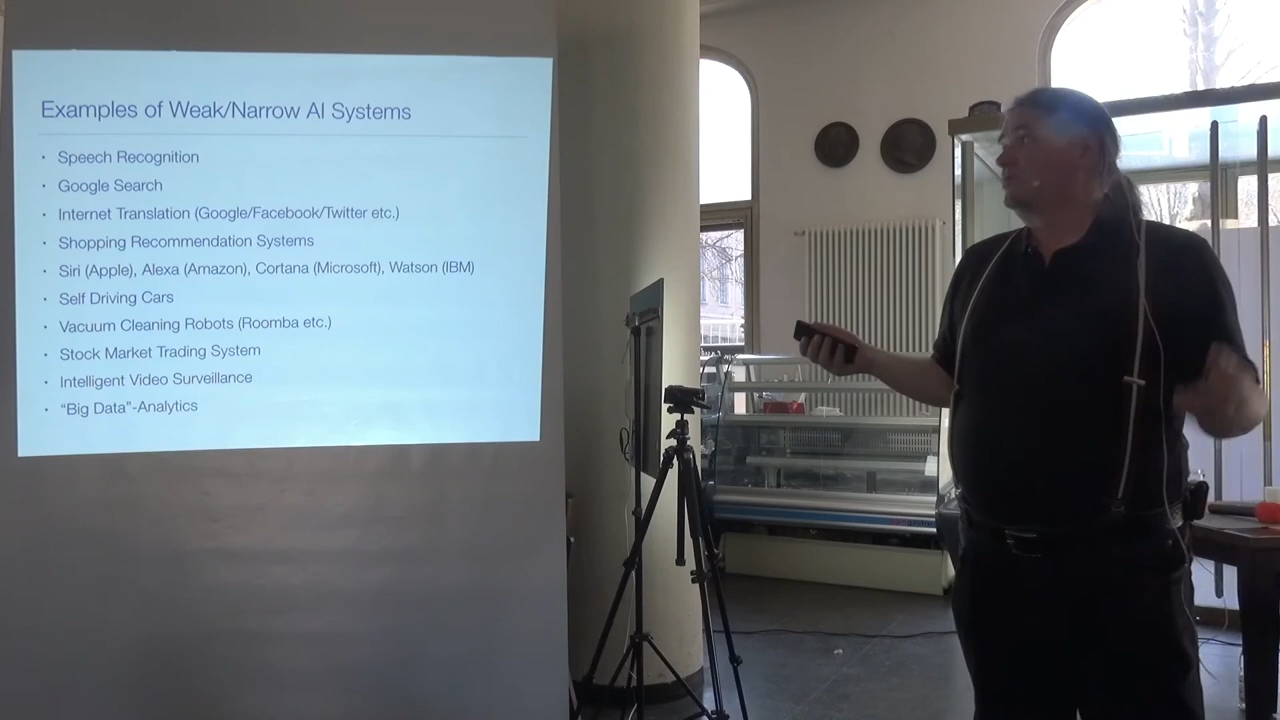 Examples of Weak/Narrow AI Systems
• Speech Recognition
• Google Search
• Internet Translation (Google/Facebook/Twitter etc.)
• Shopping Recommendation Systems
• Siri (Apple), Alexa (Amazon), Cortana (Microsoft), Watson (IBM)
• Self Driving Cars
• Vacuum Cleaning Robots (Roomba etc.)
• Stock Market Trading System
• Intelligent Video Surveillance
• “Big Data”-Analytics